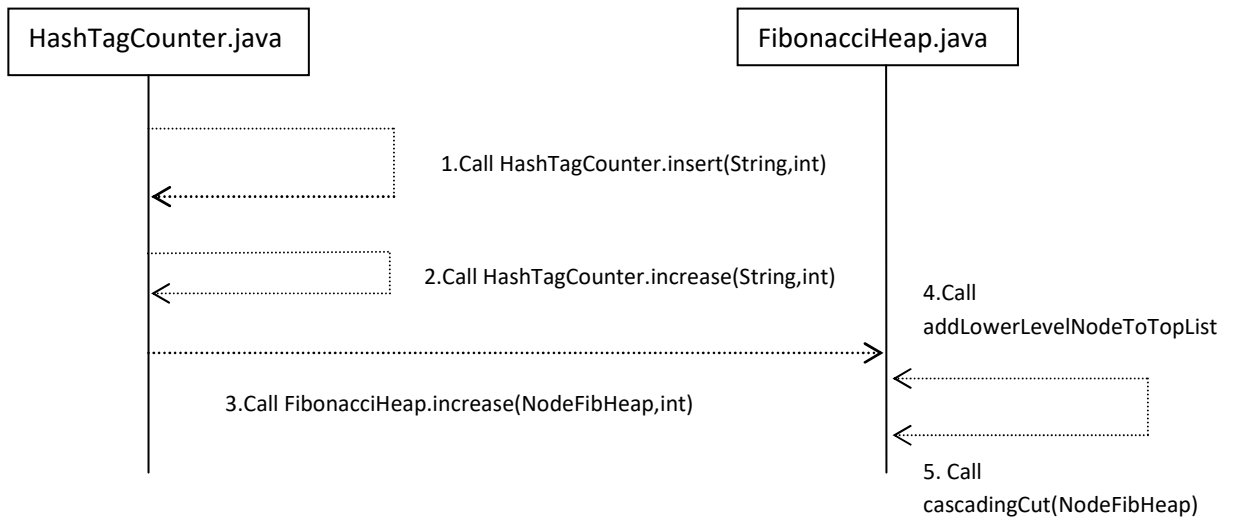 HashTagCounter.java
FibonacciHeap.java
1.Call HashTagCounter.insert(String,int)
2.Call HashTagCounter.increase(String,int)
3.Call FibonacciHeap.increase(NodeFibHeap,int)
4.Call
addLowerLevelNodeToTopList
5. Call
cascadingCut(NodeFibHeap)